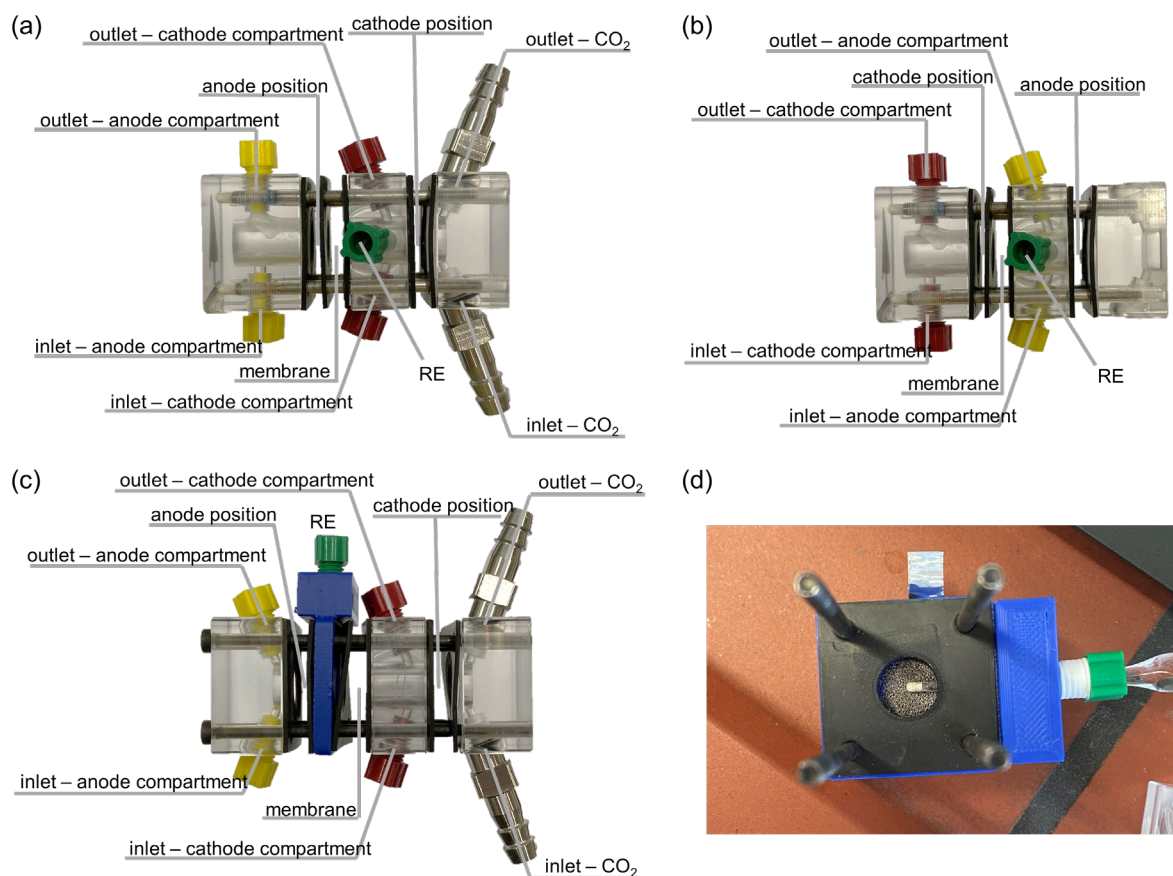 (a)
cathode position
outlet – cathode compartment
outlet – CO₂
anode position
outlet – anode compartment
inlet – anode compartment
membrane
RE
inlet – cathode compartment
inlet – CO₂
(b)
outlet – anode compartment
cathode position
anode position
outlet – cathode compartment
inlet – cathode compartment
membrane
RE
inlet – anode compartment
(c)
outlet – cathode compartment
outlet – CO₂
cathode position
anode position
RE
outlet – anode compartment
inlet – anode compartment
membrane
inlet – cathode compartment
inlet – CO₂
(d)